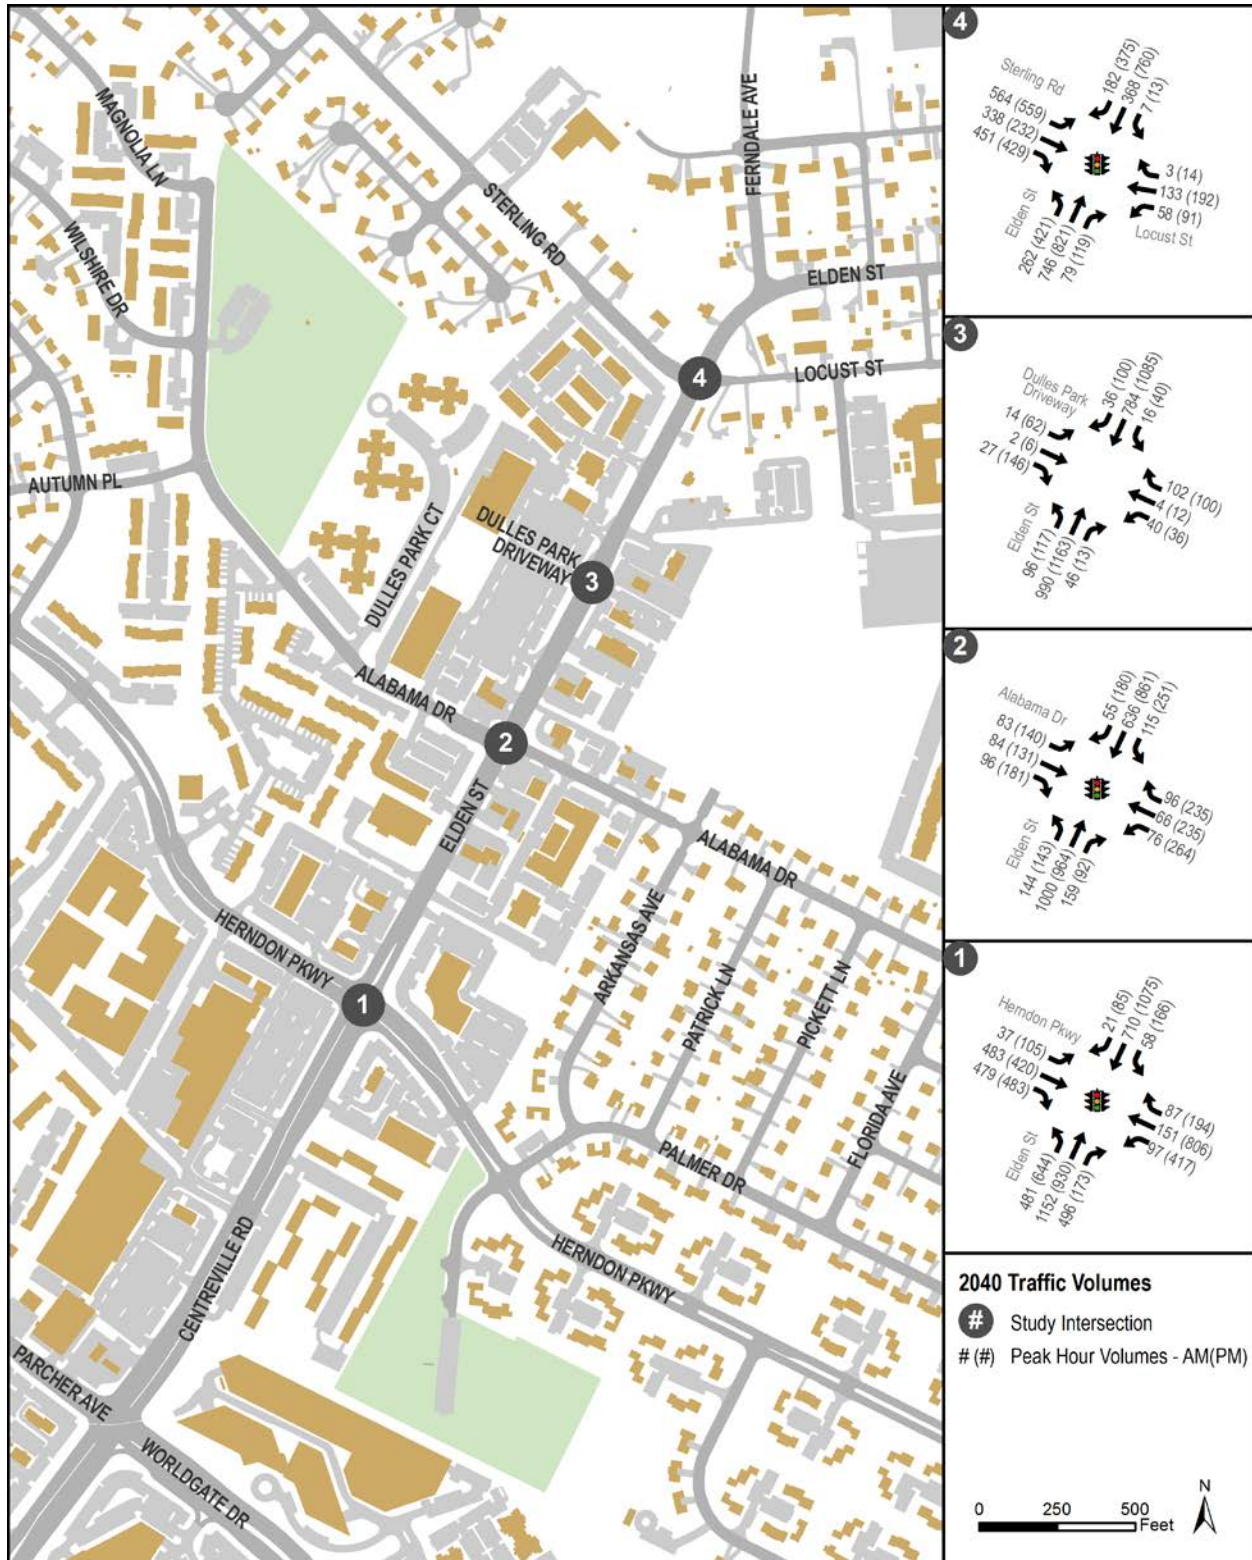 MAGNOLIA LN
WILSHIRE DR
AUTUMN PL
STERLING RD
FERNDALE AVE
ELDEN ST
LOCUST ST
4
DULLES PARK CT
DULLES PARK
DRIVEWAY
3
ALABAMA DR
2
ELDEN ST
ALABAMA DR
HERNDON PKWY
1
ARKANSAS AVE
PATRICK LN
PICKETT LN
FLORIDA AVE
PALMER DR
HERNDON PKWY
CENTREVILLE RD
PARCHER AVE
WORLDGATE DR
4
Sterling Rd
564 (559)
338 (232)
451 (429)
182 (375)
368 (760)
7 (13)
3 (14)
133 (192)
58 (91)
Locust St
Elden St
262 (421)
746 (821)
79 (119)
3
Dulles Park
Driveway
14 (62)
2 (6)
27 (146)
36 (100)
784 (1085)
16 (40)
102 (100)
4 (12)
40 (36)
Elden St
96 (117)
990 (1163)
46 (13)
2
Alabama Dr
83 (140)
84 (131)
96 (181)
55 (180)
636 (861)
115 (251)
96 (235)
66 (235)
76 (264)
Elden St
144 (143)
1000 (964)
159 (92)
1
Herndon Pkwy
37 (105)
483 (420)
479 (483)
21 (85)
710 (1075)
58 (166)
87 (194)
151 (806)
97 (417)
Elden St
481 (644)
1152 (930)
496 (173)
2040 Traffic Volumes
# Study Intersection
# (#) Peak Hour Volumes - AM(PM)
0 250 500
Feet
N